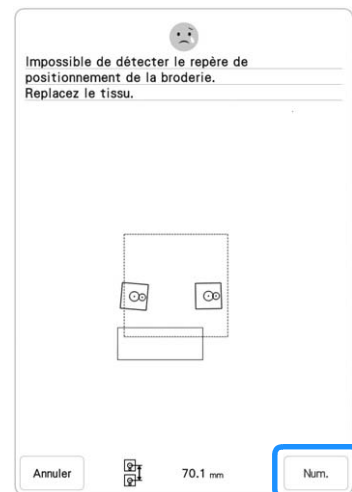 Impossible de détecter le repère de
positionnement de la broderie.
Replacez le tissu.
Annuler
70.1 mm
Num.